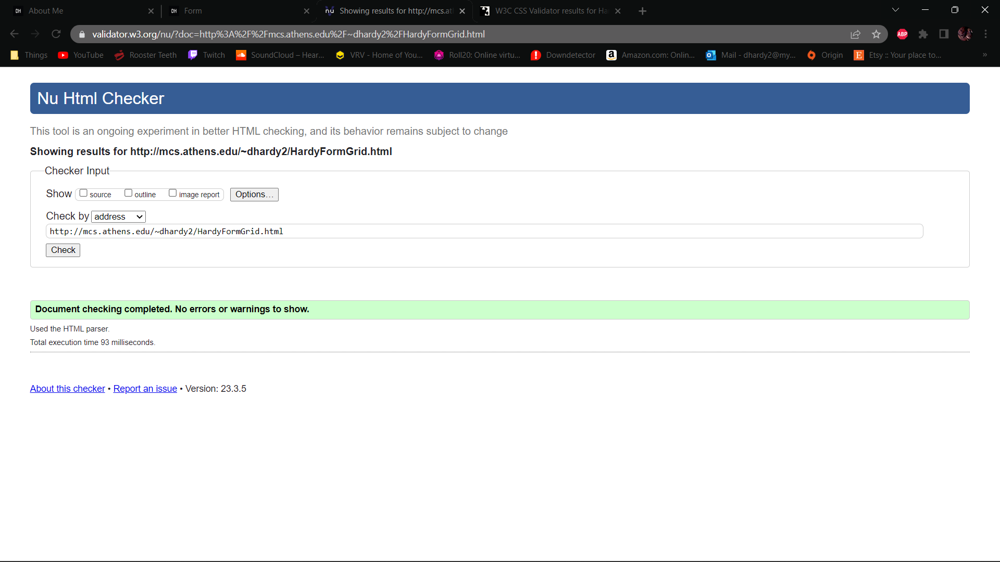 DH About Me
DH Form
nu Showing results for http://mcs.at
W3C CSS Validator results for Ha
validator.w3.org/nu/?doc=http%3A%2F%2Fmcs.athens.edu%2F~dhardy2%2FHardyFormGrid.html
ABP
Things
YouTube
Rooster Teeth
Twitch
SoundCloud – Hear...
VRV - Home of You...
Roll20: Online virtu...
Downdetector
Amazon.com: Onlin...
Mail - dhardy2@my...
Origin
Etsy :: Your place to...
»
Nu Html Checker
This tool is an ongoing experiment in better HTML checking, and its behavior remains subject to change
Showing results for http://mcs.athens.edu/~dhardy2/HardyFormGrid.html
Checker Input
Show source outline image report Options...
Check by address
http://mcs.athens.edu/~dhardy2/HardyFormGrid.html
Check
Document checking completed. No errors or warnings to show.
Used the HTML parser.
Total execution time 93 milliseconds.
About this checker • Report an issue • Version: 23.3.5